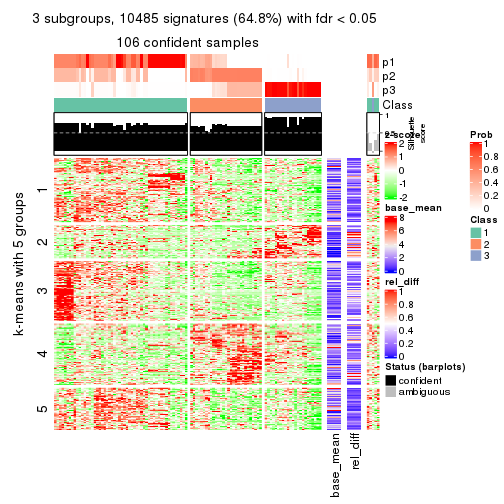 3 subgroups, 10485 signatures (64.8%) with fdr < 0.05
106 confident samples
p1
p2
p3
Class
1
Silhouette
score
k-means with 5 groups
1
2
3
4
5
base_mean
rel_diff
z-score
2
1
0
-1
-2
base_mean
8
6
4
2
0
rel_diff
1
0.8
0.6
0.4
0.2
0
Status (barplots)
confident
ambiguous
Prob
1
0.8
0.6
0.4
0.2
0
Class
1
2
3